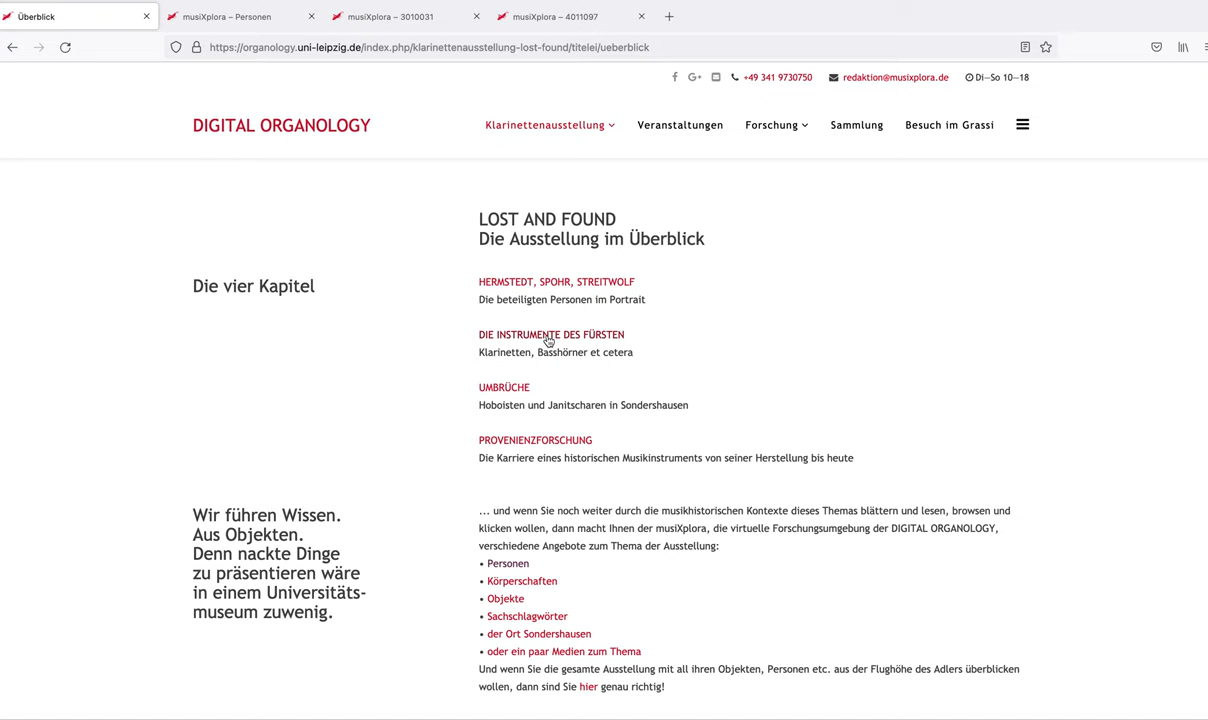 Überblick
musiXplora – Personen
musiXplora – 3010031
musiXplora – 4011097
https://organology.uni-leipzig.de/index.php/klarinettenausstellung-lost-found/titelei/ueberblick
+49 341 9730750
redaktion@musixplora.de
Di—So 10—18
DIGITAL ORGANOLOGY
Klarinettenausstellung
Veranstaltungen
Forschung
Sammlung
Besuch im Grassi
LOST AND FOUND
Die Ausstellung im Überblick
Die vier Kapitel
HERMSTEDT, SPOHR, STREITWOLF
Die beteiligten Personen im Portrait
DIE INSTRUMENTE DES FÜRSTEN
Klarinetten, Basshörner et cetera
UMBRÜCHE
Hoboisten und Janitscharen in Sondershausen
PROVENIENZFORSCHUNG
Die Karriere eines historischen Musikinstruments von seiner Herstellung bis heute
Wir führen Wissen.
Aus Objekten.
Denn nackte Dinge
zu präsentieren wäre
in einem Universitäts-
museum zuwenig.
... und wenn Sie noch weiter durch die musikhistorischen Kontexte dieses Themas blättern und lesen, browsen und
klicken wollen, dann macht Ihnen der musiXplora, die virtuelle Forschungsumgebung der DIGITAL ORGANOLOGY,
verschiedene Angebote zum Thema der Ausstellung:
• Personen
• Körperschaften
• Objekte
• Sachschlagwörter
• der Ort Sondershausen
• oder ein paar Medien zum Thema
Und wenn Sie die gesamte Ausstellung mit all ihren Objekten, Personen etc. aus der Flughöhe des Adlers überblicken
wollen, dann sind Sie hier genau richtig!